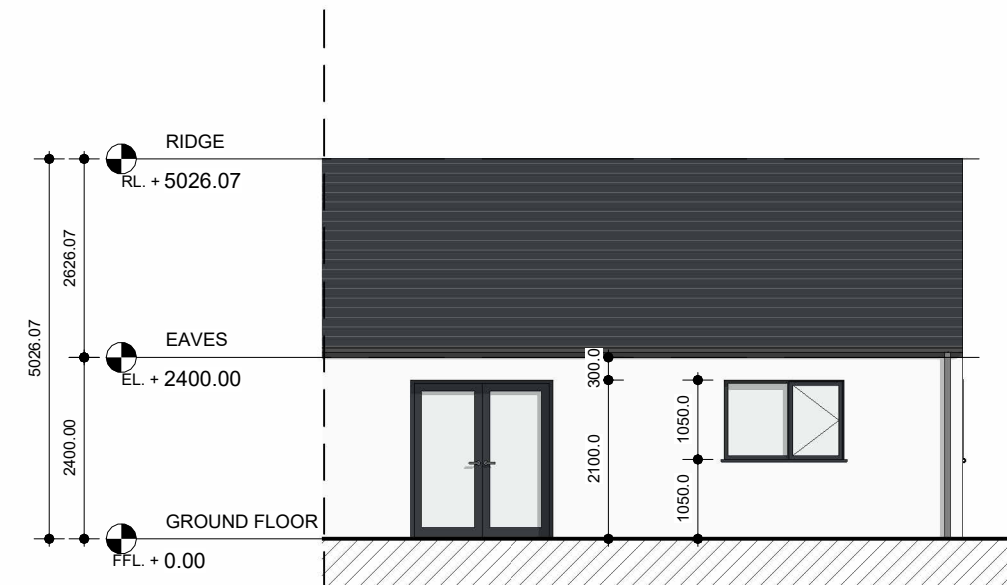 RIDGE
RL. + 5026.07
2626.07
5026.07
EAVES
EL. + 2400.00
300.0
1050.0
2400.00
2100.0
1050.0
GROUND FLOOR
FFL. + 0.00